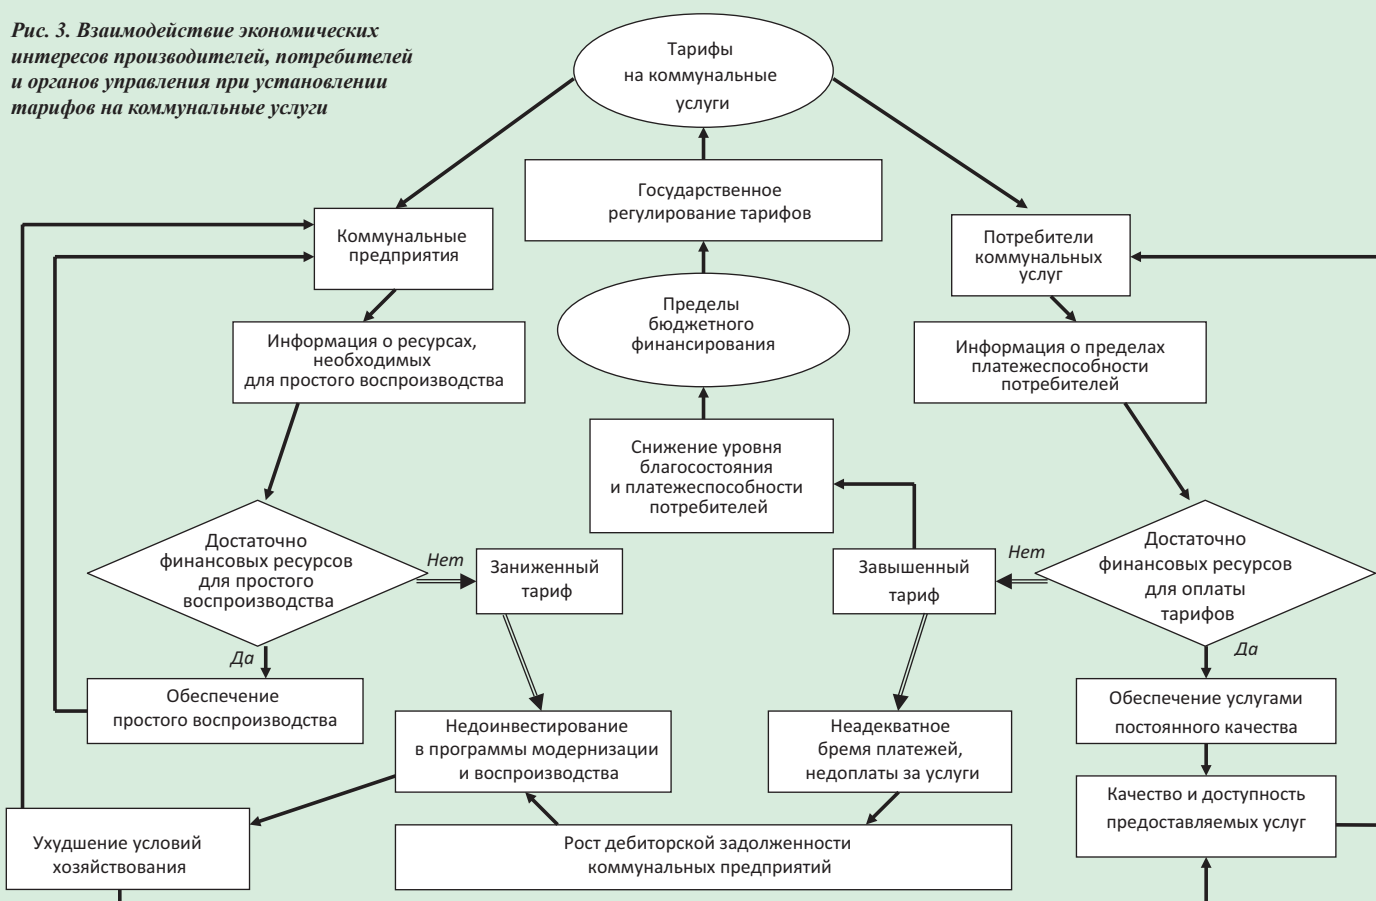 Рис. 3. Взаимодействие экономических
интересов производителей, потребителей
и органов управления при установлении
тарифов на коммунальные услуги
Тарифы
на коммунальные
услуги
Государственное
регулирование тарифов
Коммунальные
предприятия
Потребители
коммунальных
услуг
Пределы
бюджетного
финансирования
Информация о ресурсах,
необходимых
для простого воспроизводства
Информация о пределах
платежеспособности
потребителей
Снижение уровня
благосостояния
и платежеспособности
потребителей
Достаточно
финансовых ресурсов
для простого
воспроизводства
Нет
Заниженный
тариф
Завышенный
тариф
Нет
Достаточно
финансовых ресурсов
для оплаты
тарифов
Да
Да
Обеспечение
простого воспроизводства
Недоинвестирование
в программы модернизации
и воспроизводства
Неадекватное
бремя платежей,
недоплаты за услуги
Обеспечение услугами
постоянного качества
Качество и доступность
предоставляемых услуг
Ухудшение условий
хозяйствования
Рост дебиторской задолженности
коммунальных предприятий